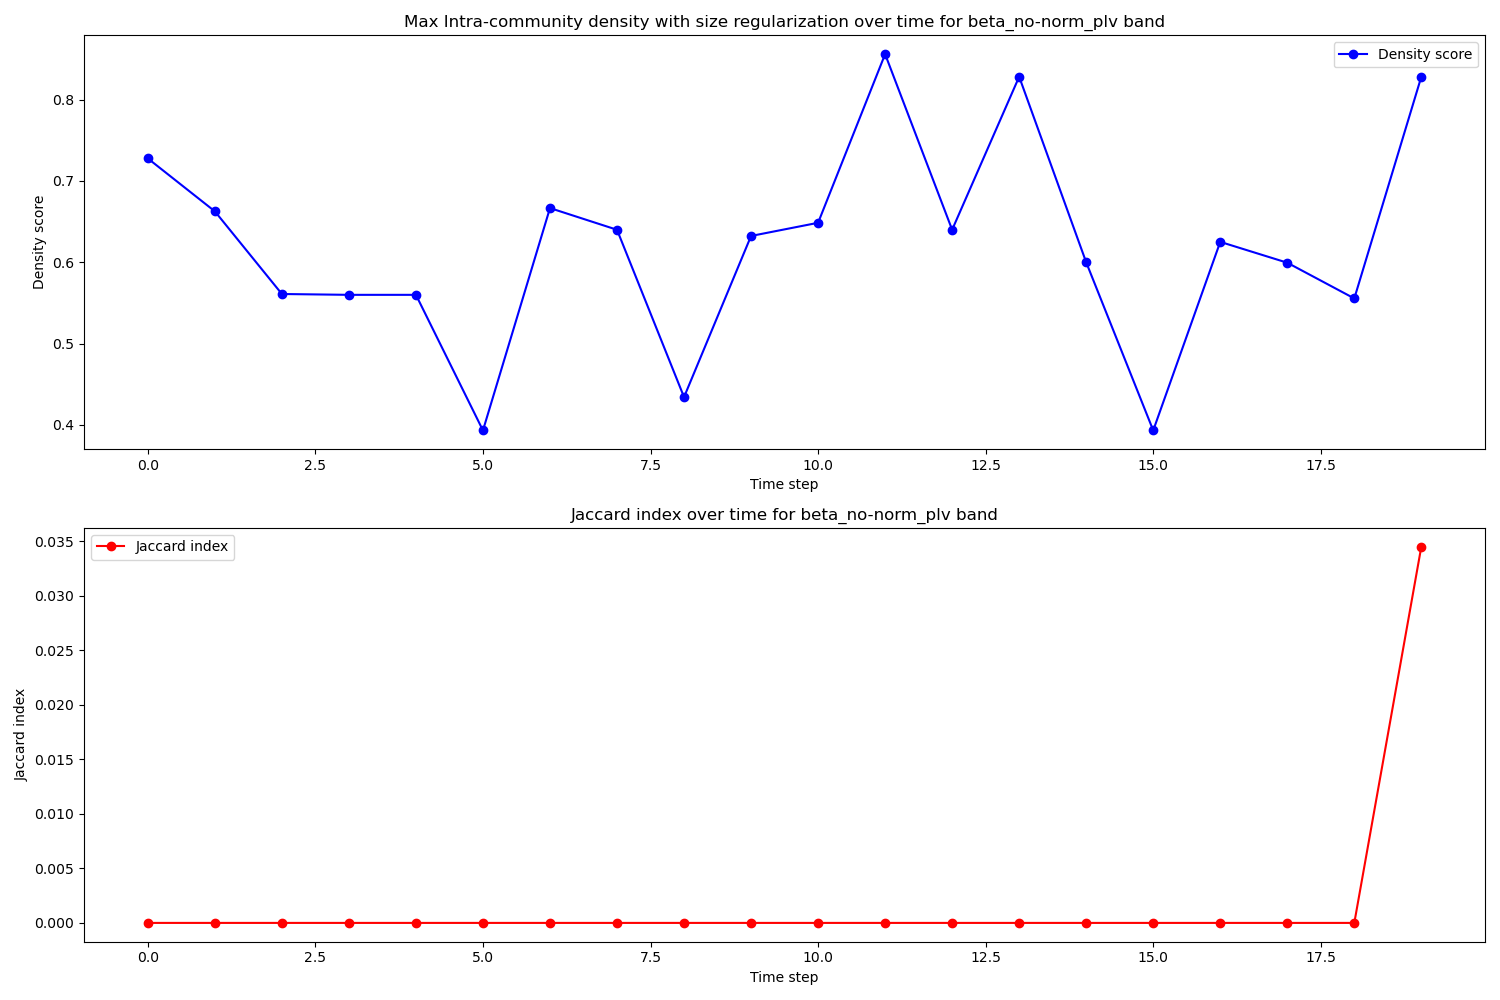 Max Intra-community density with size regularization over time for beta_no-norm_plv band
Density score
0.8
0.7
0.6
0.5
0.4
Density score
0.0 2.5 5.0 7.5 10.0 12.5 15.0 17.5
Time step
Jaccard index over time for beta_no-norm_plv band
Jaccard index
0.035
0.030
0.025
0.020
0.015
0.010
0.005
0.000
Jaccard index
0.0 2.5 5.0 7.5 10.0 12.5 15.0 17.5
Time step